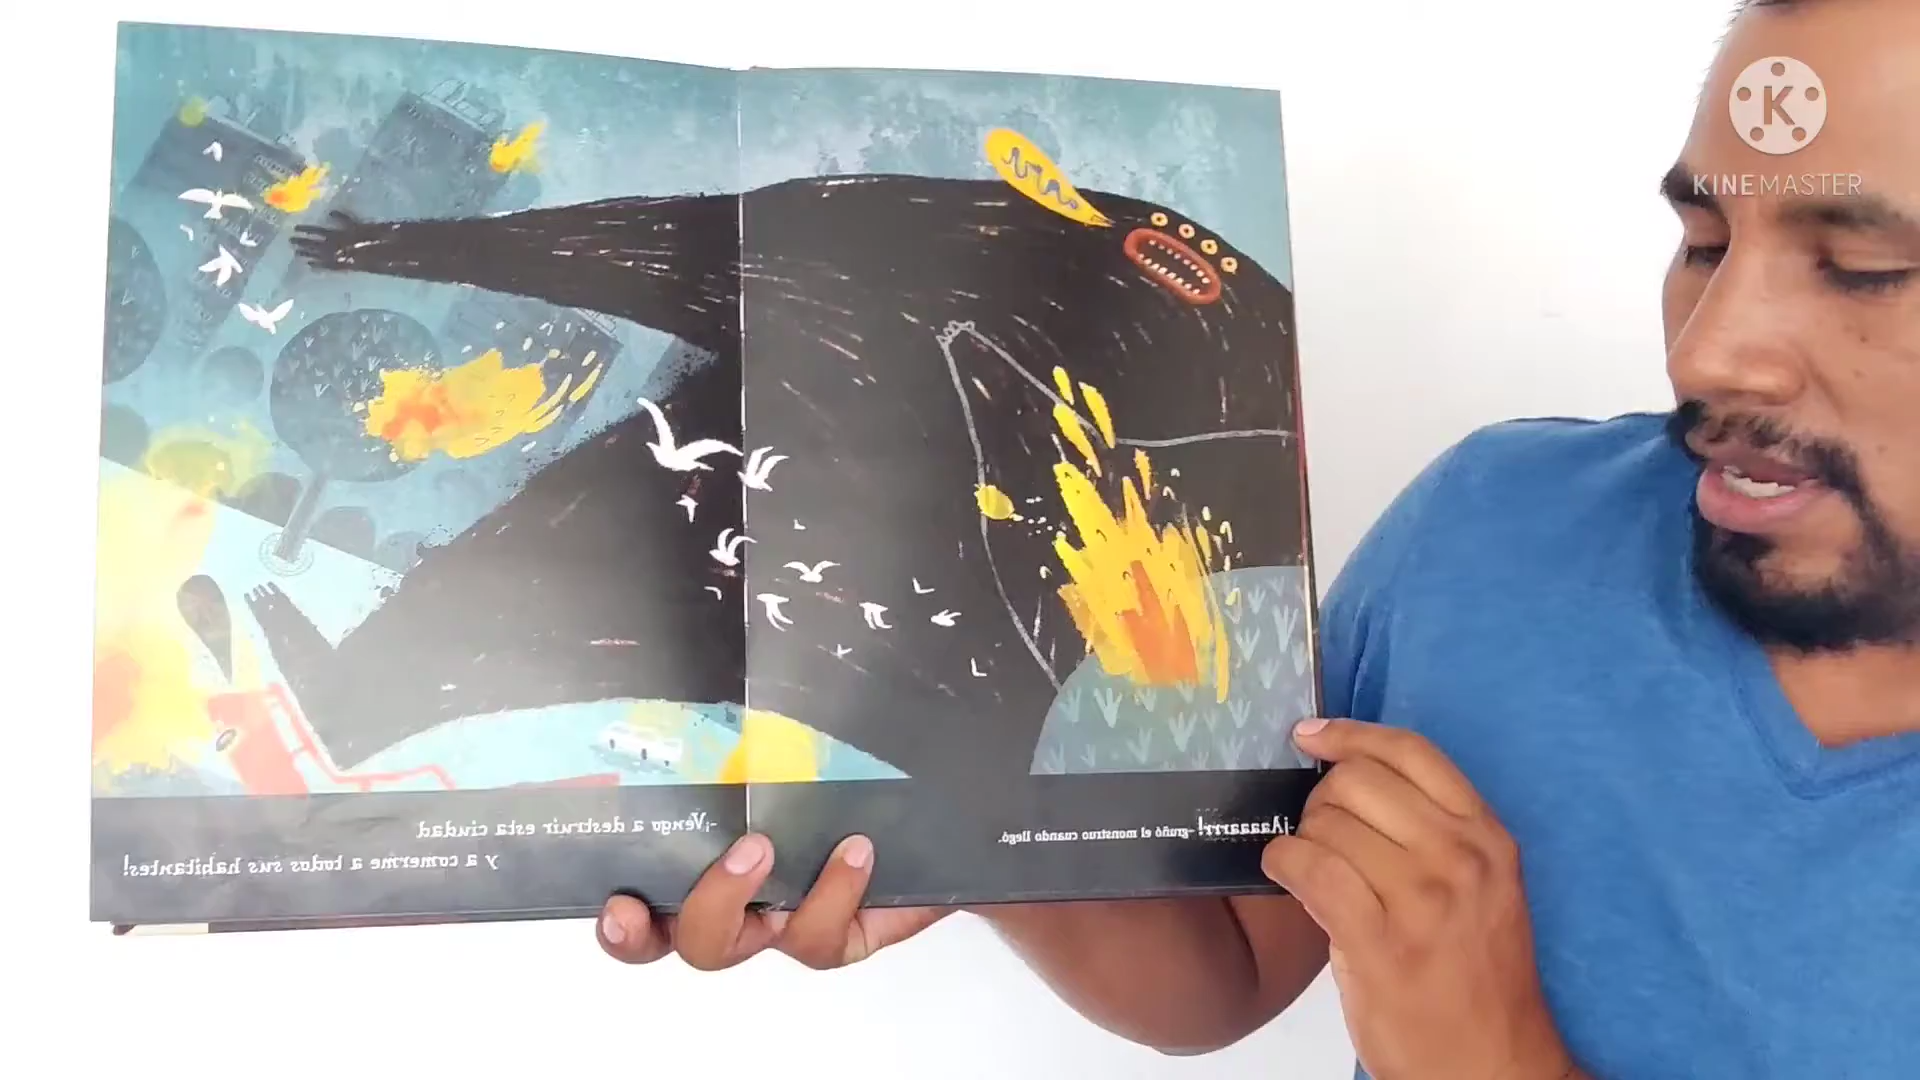 -¡Aaaaarrr! -gruñó el monstruo cuando llegó.
-¡Vengo a destruir esta ciudad
y a comerme a todos sus habitantes!
KINEMASTER